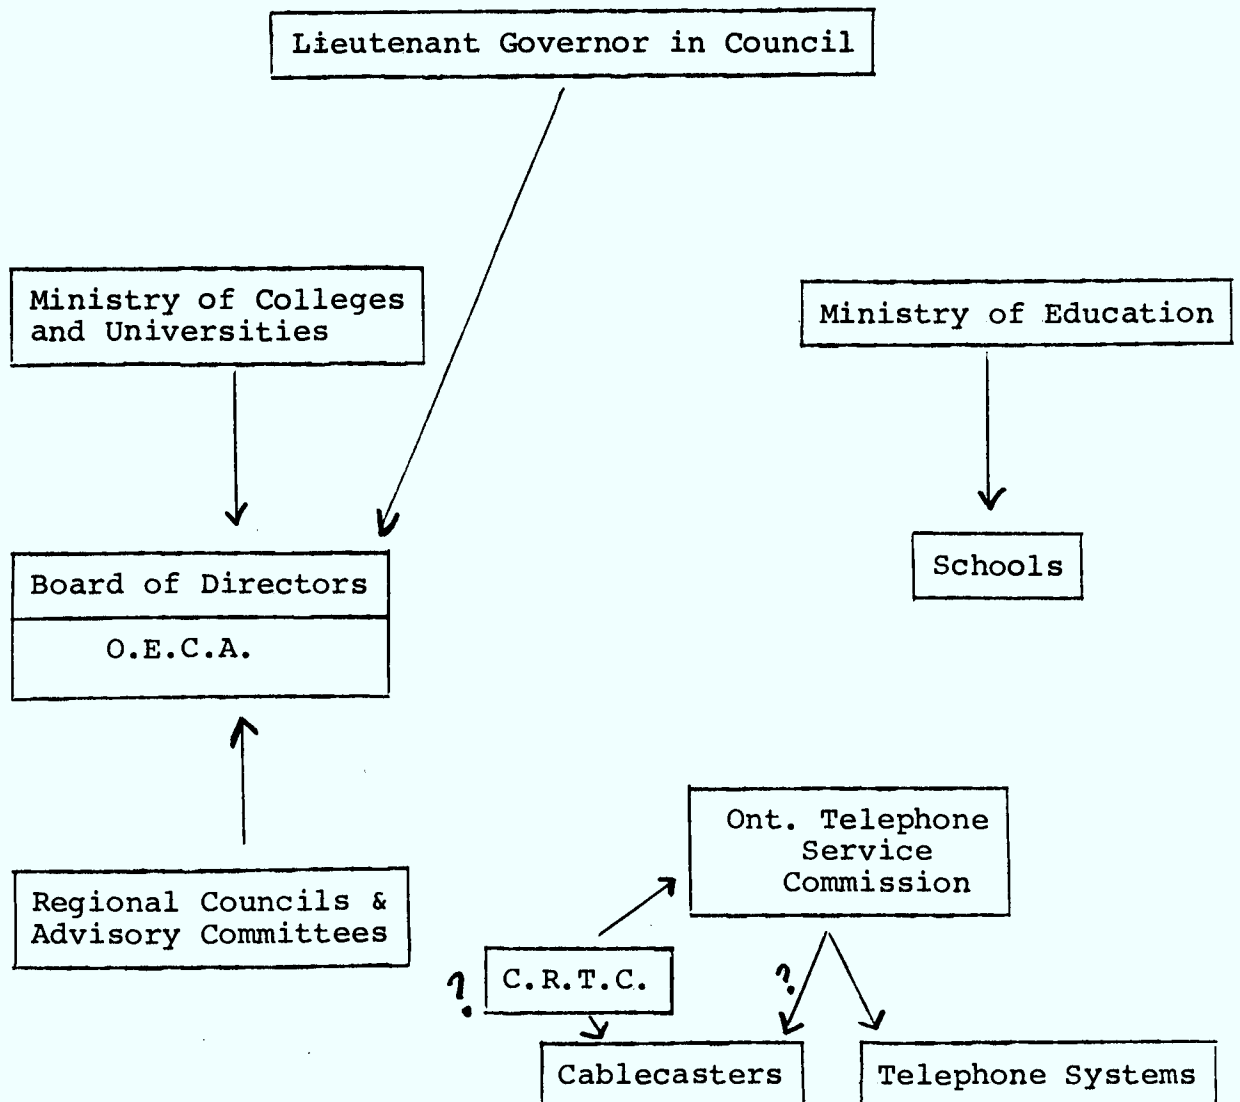 Lieutenant Governor in Council
Ministry of Colleges
and Universities
Ministry of Education
Board of Directors
O.E.C.A.
Schools
Ont. Telephone
Service
Commission
Regional Councils &
Advisory Committees
? C.R.T.C.
?
Cablecasters
Telephone Systems